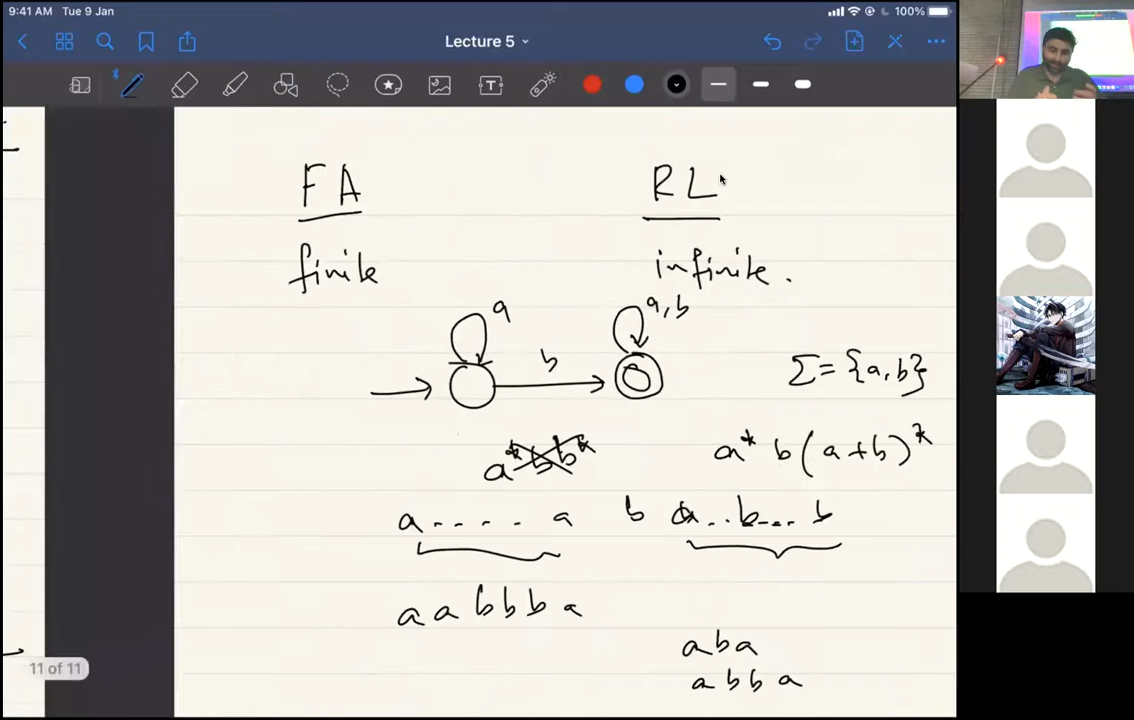 9:41 AM Tue 9 Jan
100%
Lecture 5
FA RL
finite infinite.
a a,b
b
Σ = {a,b}
a* b b* a* b (a+b)*
a . . . . a b a . . b . . . b
a a b b b a
a b a
a b b a
11 of 11